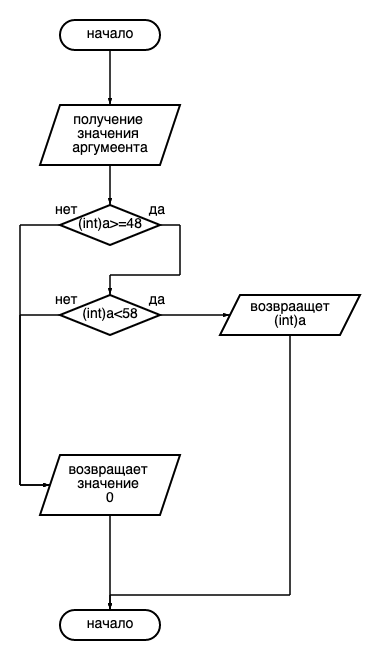 начало
получение
значения
аргумеента
нет
да
(int)a>=48
нет
да
(int)a<58
возвраащет
(int)a
возвращает
значение
0
начало